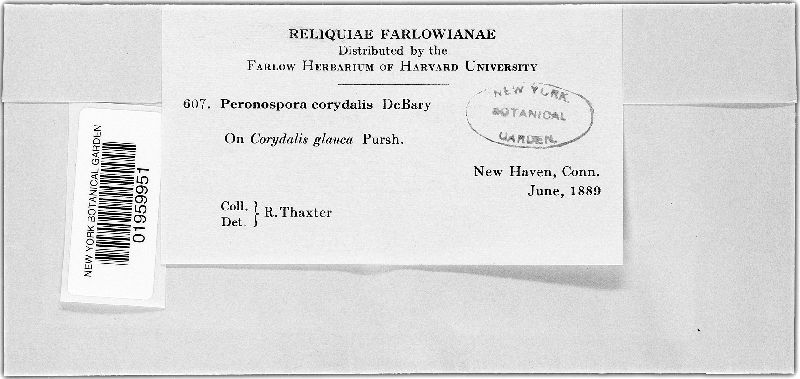 RELIQUIAE FARLOWIANAE
Distributed by the
FARLOW HERBARIUM OF HARVARD UNIVERSITY
607. Peronospora corydalis DeBary
On Corydalis glauca Pursh.
New Haven, Conn.
June, 1889
Coll.
Det. } R. Thaxter
NEW YORK
BOTANICAL
GARDEN.
NEW YORK BOTANICAL GARDEN
01959951